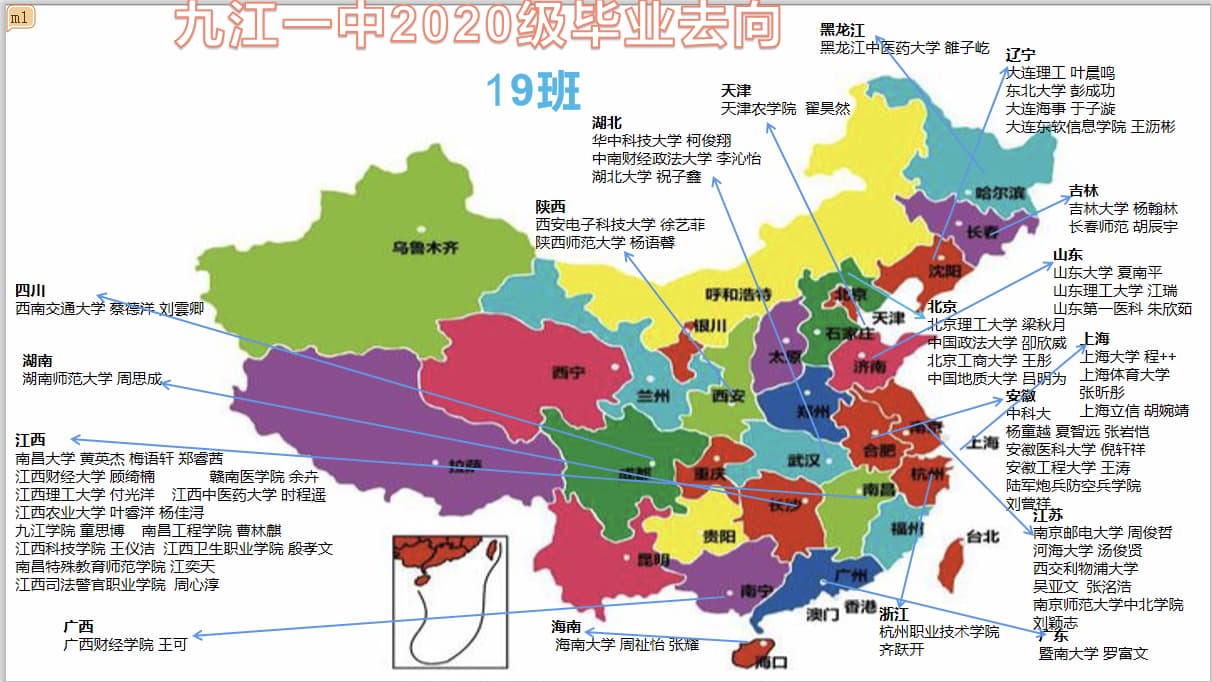 m1
九江一中2020级毕业去向
19班
黑龙江
黑龙江中医药大学 雒子屹
辽宁
大连理工 叶晨鸣
东北大学 彭成功
大连海事 于子漩
大连东软信息学院 王沥彬
天津
天津农学院 翟昊然
湖北
华中科技大学 柯俊翔
中南财经政法大学 李沁怡
湖北大学 祝子鑫
陕西
西安电子科技大学 徐艺菲
陕西师范大学 杨语馨
吉林
吉林大学 杨翰林
长春师范 胡辰宇
山东
山东大学 夏南平
山东理工大学 江瑞
山东第一医科 朱欣茹
北京
北京理工大学 梁秋月
中国政法大学 邵欣威
北京工商大学 王彤
中国地质大学 吕明为
上海
上海大学 程++
上海体育大学
张昕彤
上海立信 胡婉靖
安徽
中科大
杨童越 夏智远 张岩恺
安徽医科大学 倪轩祥
安徽工程大学 王涛
陆军炮兵防空兵学院
刘曾祥
江苏
南京邮电大学 周俊哲
河海大学 汤俊贤
西交利物浦大学
吴亚文 张洺浩
南京师范大学中北学院
刘颖志
广东
暨南大学 罗富文
浙江
杭州职业技术学院
齐跃开
海南
海南大学 周祉怡 张耀
广西
广西财经学院 王可
四川
西南交通大学 蔡德洋 刘雲卿
湖南
湖南师范大学 周思成
江西
南昌大学 黄英杰 梅语轩 郑睿茜
江西财经大学 顾绮楠 赣南医学院 余卉
江西理工大学 付光洋 江西中医药大学 时程遥
江西农业大学 叶睿洋 杨佳浔
九江学院 童思博 南昌工程学院 曹林麒
江西科技学院 王仪洁 江西卫生职业学院 殷孝文
南昌特殊教育师范学院 江奕天
江西司法警官职业学院 周心淳
哈尔滨
长春
沈阳
乌鲁木齐
呼和浩特
北京
天津
银川
石家庄
太原
济南
西宁
兰州
西安
郑州
南京
合肥
上海
拉萨
成都
重庆
武汉
杭州
南昌
长沙
贵阳
福州
台北
昆明
南宁
广州
澳门
香港
海口